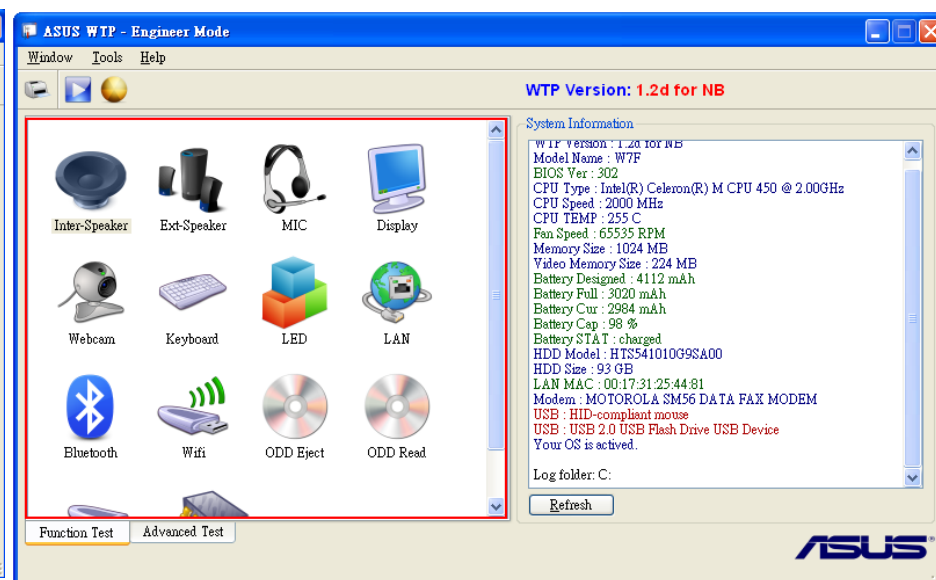 ASUS WTP - Engineer Mode
Window Tools Help
WTP Version: 1.2d for NB
Inter-Speaker Ext-Speaker MIC Display
Webcam Keyboard LED LAN
Bluetooth Wifi ODD Eject ODD Read
Function Test Advanced Test
System Information
WTP Version : 1.2d for NB
Model Name : W7F
BIOS Ver : 302
CPU Type : Intel(R) Celeron(R) M CPU 450 @ 2.00GHz
CPU Speed : 2000 MHz
CPU TEMP : 255 C
Fan Speed : 65535 RPM
Memory Size : 1024 MB
Video Memory Size : 224 MB
Battery Designed : 4112 mAh
Battery Full : 3020 mAh
Battery Cur : 2984 mAh
Battery Cap : 98 %
Battery STAT : charged
HDD Model : HTS541010G9SA00
HDD Size : 93 GB
LAN MAC : 00:17:31:25:44:81
Modem : MOTOROLA SM56 DATA FAX MODEM
USB : HID-compliant mouse
USB : USB 2.0 USB Flash Drive USB Device
Your OS is actived.
Log folder: C:
Refresh
ASUS